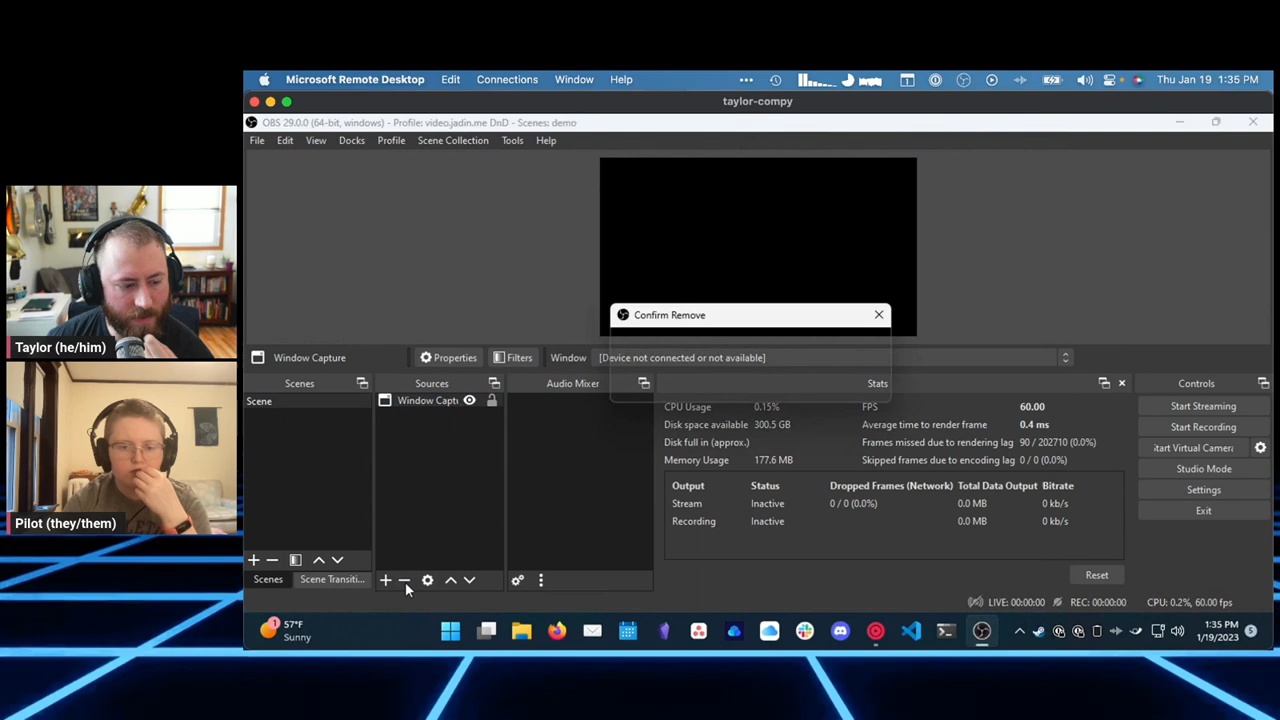 Microsoft Remote Desktop Edit Connections Window Help Thu Jan 19 1:35 PM
taylor-compy
OBS 29.0.0 (64-bit, windows) - Profile: video.jadin.me DnD - Scenes: demo
File Edit View Docks Profile Scene Collection Tools Help
Confirm Remove
Window Capture Properties Filters Window [Device not connected or not available]
Scenes Sources Audio Mixer Stats Controls
Scene
Window Captu
CPU Usage 0.15% FPS 60.00
Disk space available 300.5 GB Average time to render frame 0.4 ms
Disk full in (approx.) Frames missed due to rendering lag 90 / 202710 (0.0%)
Memory Usage 177.6 MB Skipped frames due to encoding lag 0 / 0 (0.0%)
Output Status Dropped Frames (Network) Total Data Output Bitrate
Stream Inactive 0 / 0 (0.0%) 0.0 MB 0 kb/s
Recording Inactive 0.0 MB 0 kb/s
Reset
Start Streaming
Start Recording
tart Virtual Camera
Studio Mode
Settings
Exit
Scenes Scene Transiti...
LIVE: 00:00:00 REC: 00:00:00 CPU: 0.2%, 60.00 fps
1
57°F
Sunny
1:35 PM
1/19/2023
5
Taylor (he/him)
Pilot (they/them)